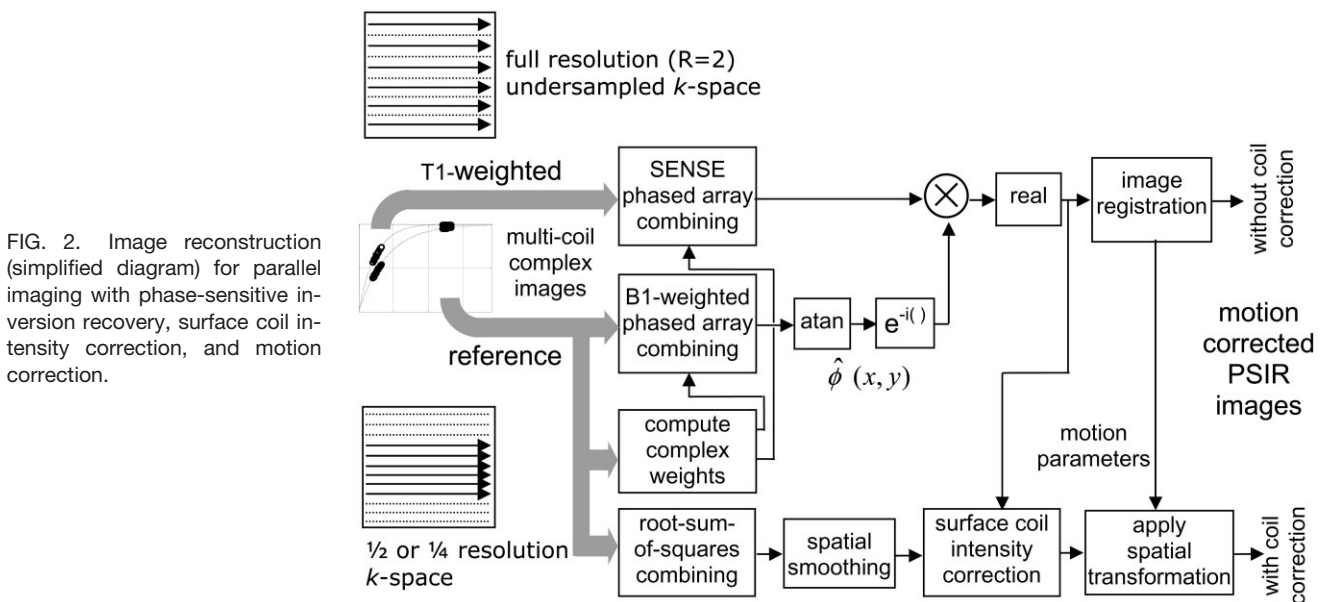 FIG. 2. Image reconstruction
(simplified diagram) for parallel
imaging with phase-sensitive in-
version recovery, surface coil in-
tensity correction, and motion
correction.
full resolution (R=2)
undersampled k-space
T1-weighted
multi-coil
complex
images
reference
½ or ¼ resolution
k-space
SENSE
phased array
combining
B1-weighted
phased array
combining
compute
complex
weights
root-sum-
of-squares
combining
atan
e^{-i( )}
ϕ̂ (x, y)
spatial
smoothing
real
image
registration
without coil
correction
motion
corrected
PSIR
images
motion
parameters
surface coil
intensity
correction
apply
spatial
transformation
with coil
correction